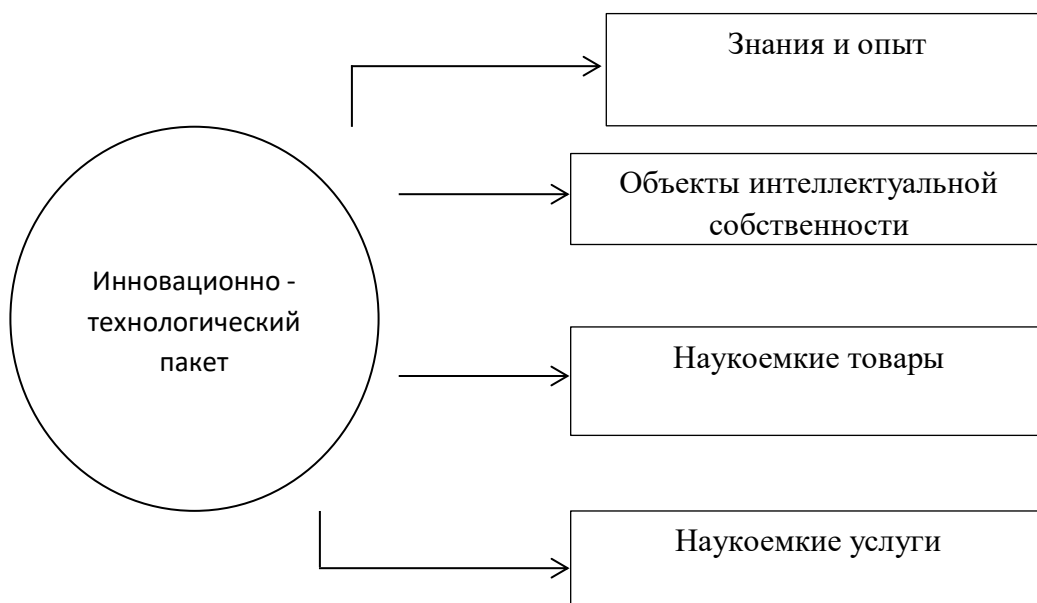 Знания и опыт
Объекты интеллектуальной
собственности
Инновационно -
технологический
пакет
Наукоемкие товары
Наукоемкие услуги